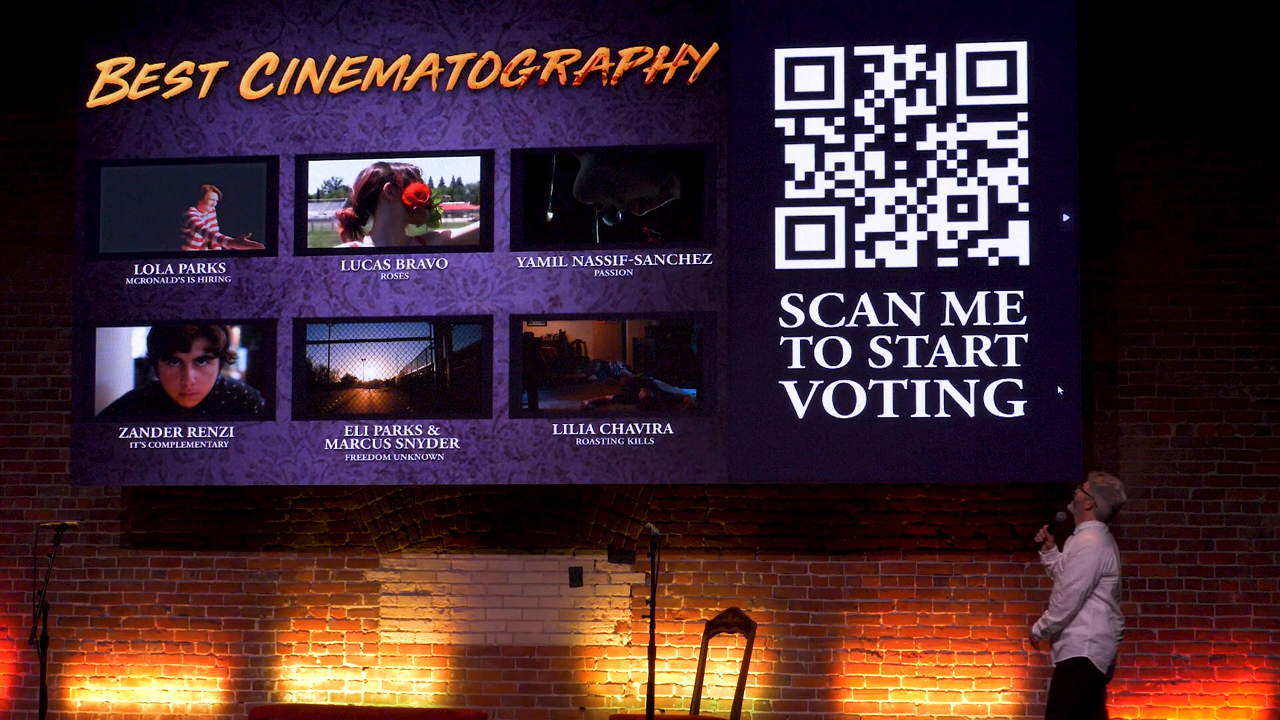 BEST CINEMATOGRAPHY
LOLA PARKS
MCRONALD'S IS HIRING
LUCAS BRAVO
ROSES
YAMIL NASSIF-SANCHEZ
PASSION
ZANDER RENZI
IT'S COMPLEMENTARY
ELI PARKS &
MARCUS SNYDER
FREEDOM UNKNOWN
LILIA CHAVIRA
ROASTING KILLS
SCAN ME
TO START
VOTING